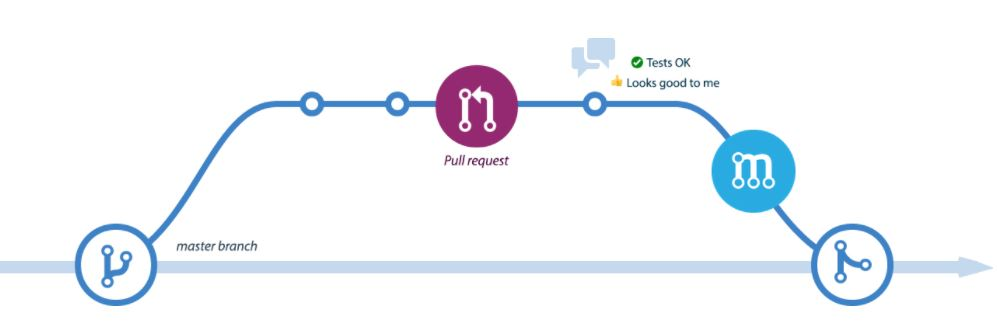 Tests OK
Looks good to me
Pull request
master branch